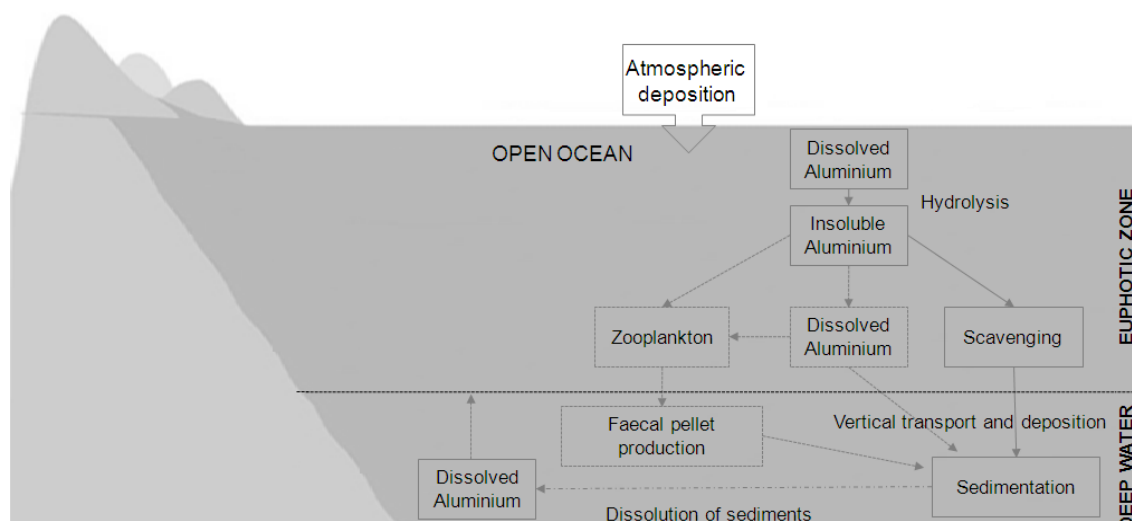 Atmospheric
deposition
OPEN OCEAN
Dissolved
Aluminium
Hydrolysis
Insoluble
Aluminium
EUPHOTIC ZONE
Zooplankton
Dissolved
Aluminium
Scavenging
Faecal pellet
production
Vertical transport and deposition
DEEP WATER
Dissolved
Aluminium
Sedimentation
Dissolution of sediments